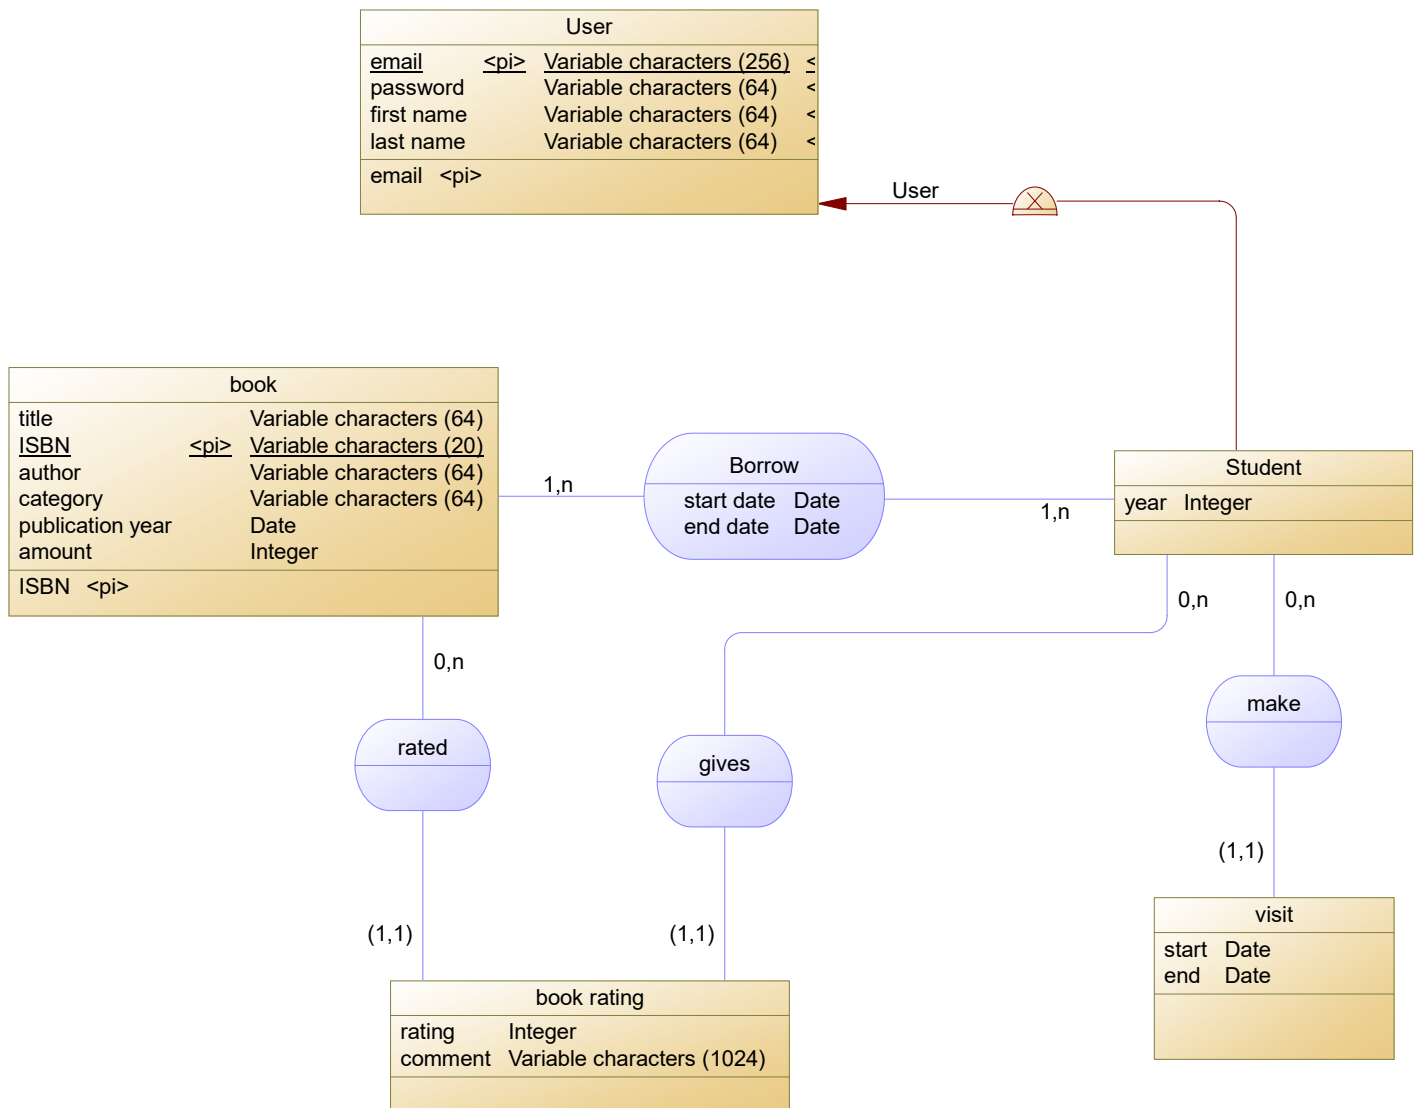 User
email <pi> Variable characters (256) <
password Variable characters (64) <
first name Variable characters (64) <
last name Variable characters (64) <
email <pi>
User
book
title Variable characters (64)
ISBN <pi> Variable characters (20)
author Variable characters (64)
category Variable characters (64)
publication year Date
amount Integer
ISBN <pi>
1,n
Borrow
start date Date
end date Date
1,n
Student
year Integer
0,n
0,n
0,n
rated
gives
make
(1,1)
(1,1)
(1,1)
visit
start Date
end Date
book rating
rating Integer
comment Variable characters (1024)